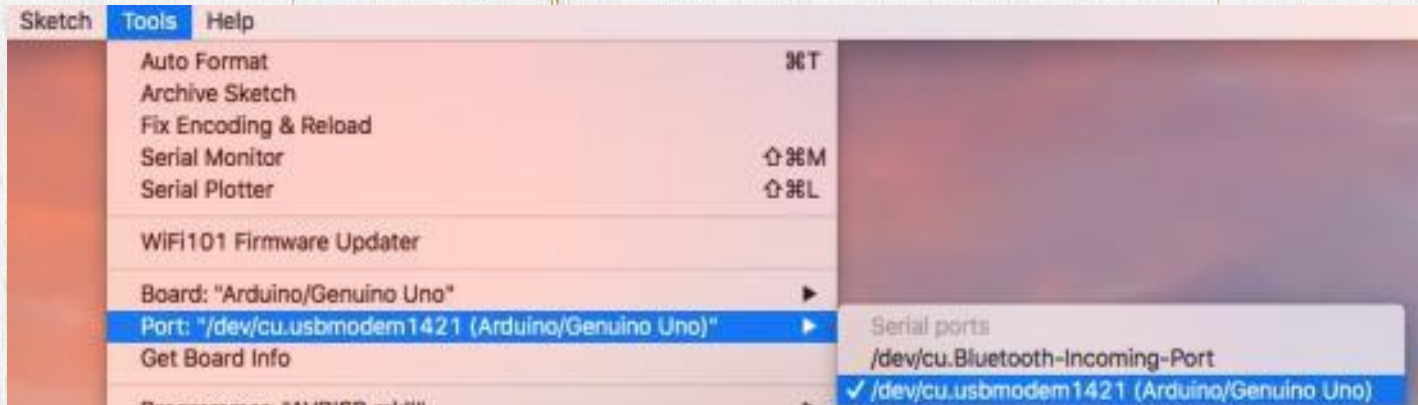 Sketch Tools Help
Auto Format ⌘T
Archive Sketch
Fix Encoding & Reload
Serial Monitor ⇧⌘M
Serial Plotter ⇧⌘L
WiFi101 Firmware Updater
Board: "Arduino/Genuino Uno" ▶
Port: "/dev/cu.usbmodem1421 (Arduino/Genuino Uno)" ▶
Get Board Info
Serial ports
/dev/cu.Bluetooth-Incoming-Port
✓ /dev/cu.usbmodem1421 (Arduino/Genuino Uno)